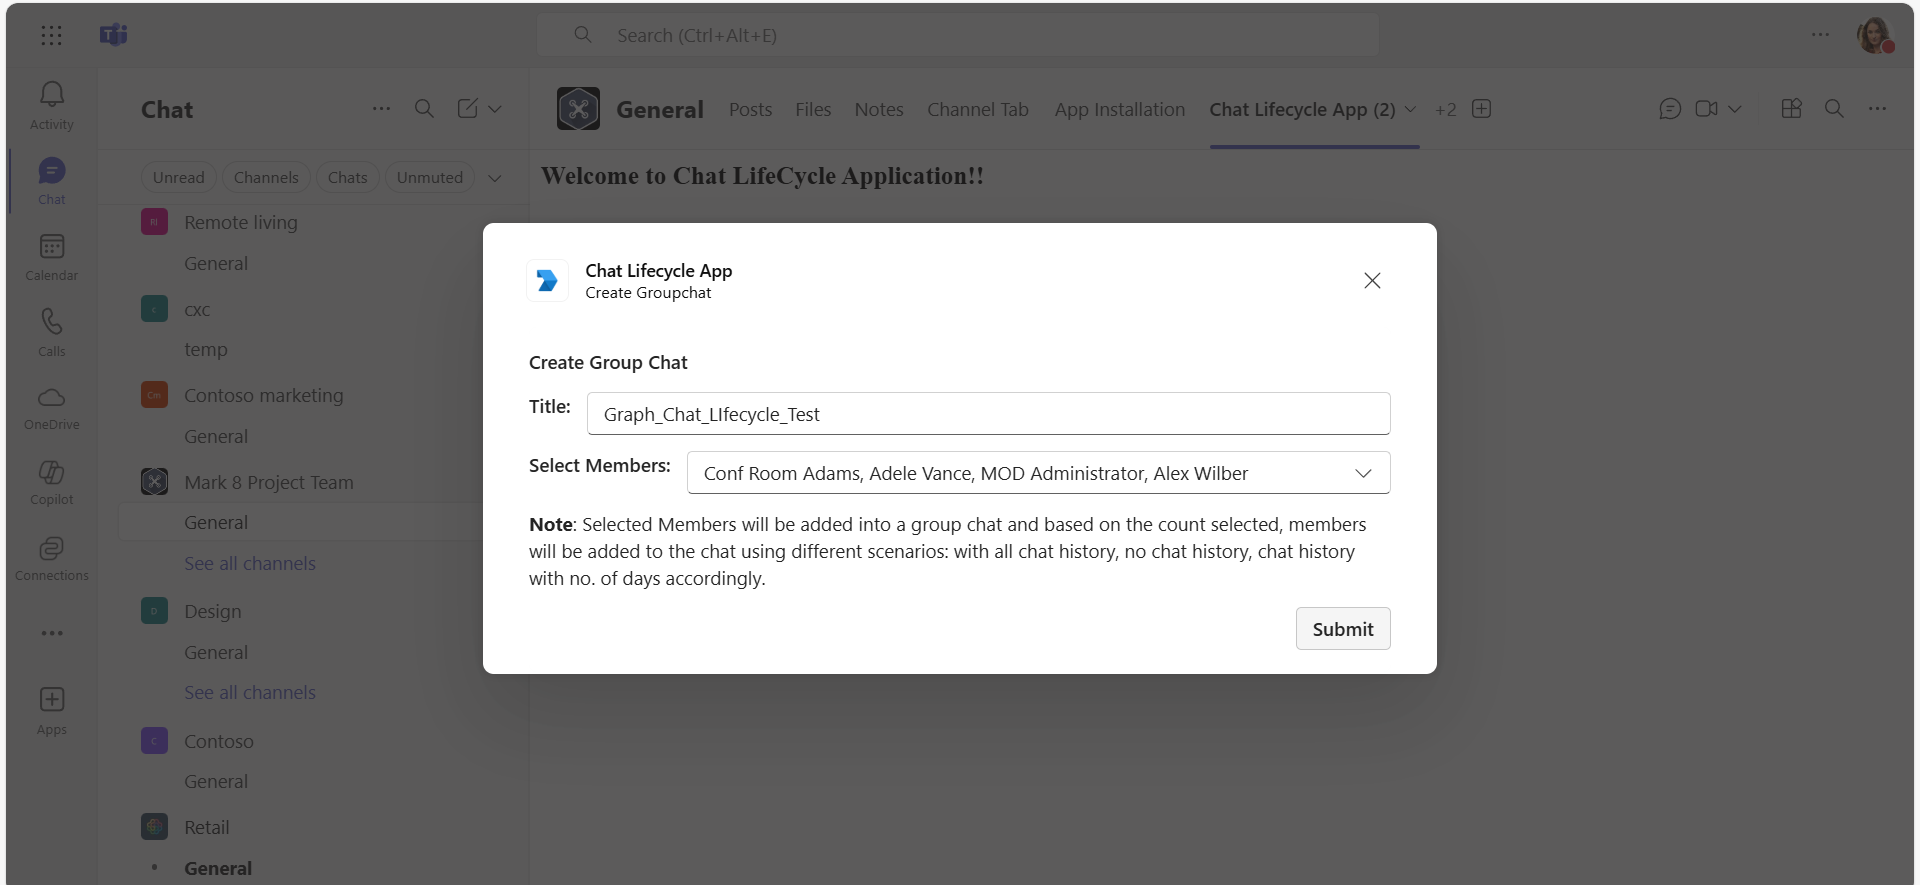 Search (Ctrl+Alt+E)
Activity
Chat
Calendar
Calls
OneDrive
Copilot
Connections
Apps
Chat
Unread Channels Chats Unmuted
RI Remote living
General
c cxc
temp
Cm Contoso marketing
General
Mark 8 Project Team
General
See all channels
D Design
General
See all channels
C Contoso
General
Retail
General
General Posts Files Notes Channel Tab App Installation Chat Lifecycle App (2) +2
Welcome to Chat LifeCycle Application!!
Chat Lifecycle App
Create Groupchat
Create Group Chat
Title: Graph_Chat_LIfecycle_Test
Select Members: Conf Room Adams, Adele Vance, MOD Administrator, Alex Wilber
Note: Selected Members will be added into a group chat and based on the count selected, members
will be added to the chat using different scenarios: with all chat history, no chat history, chat history
with no. of days accordingly.
Submit